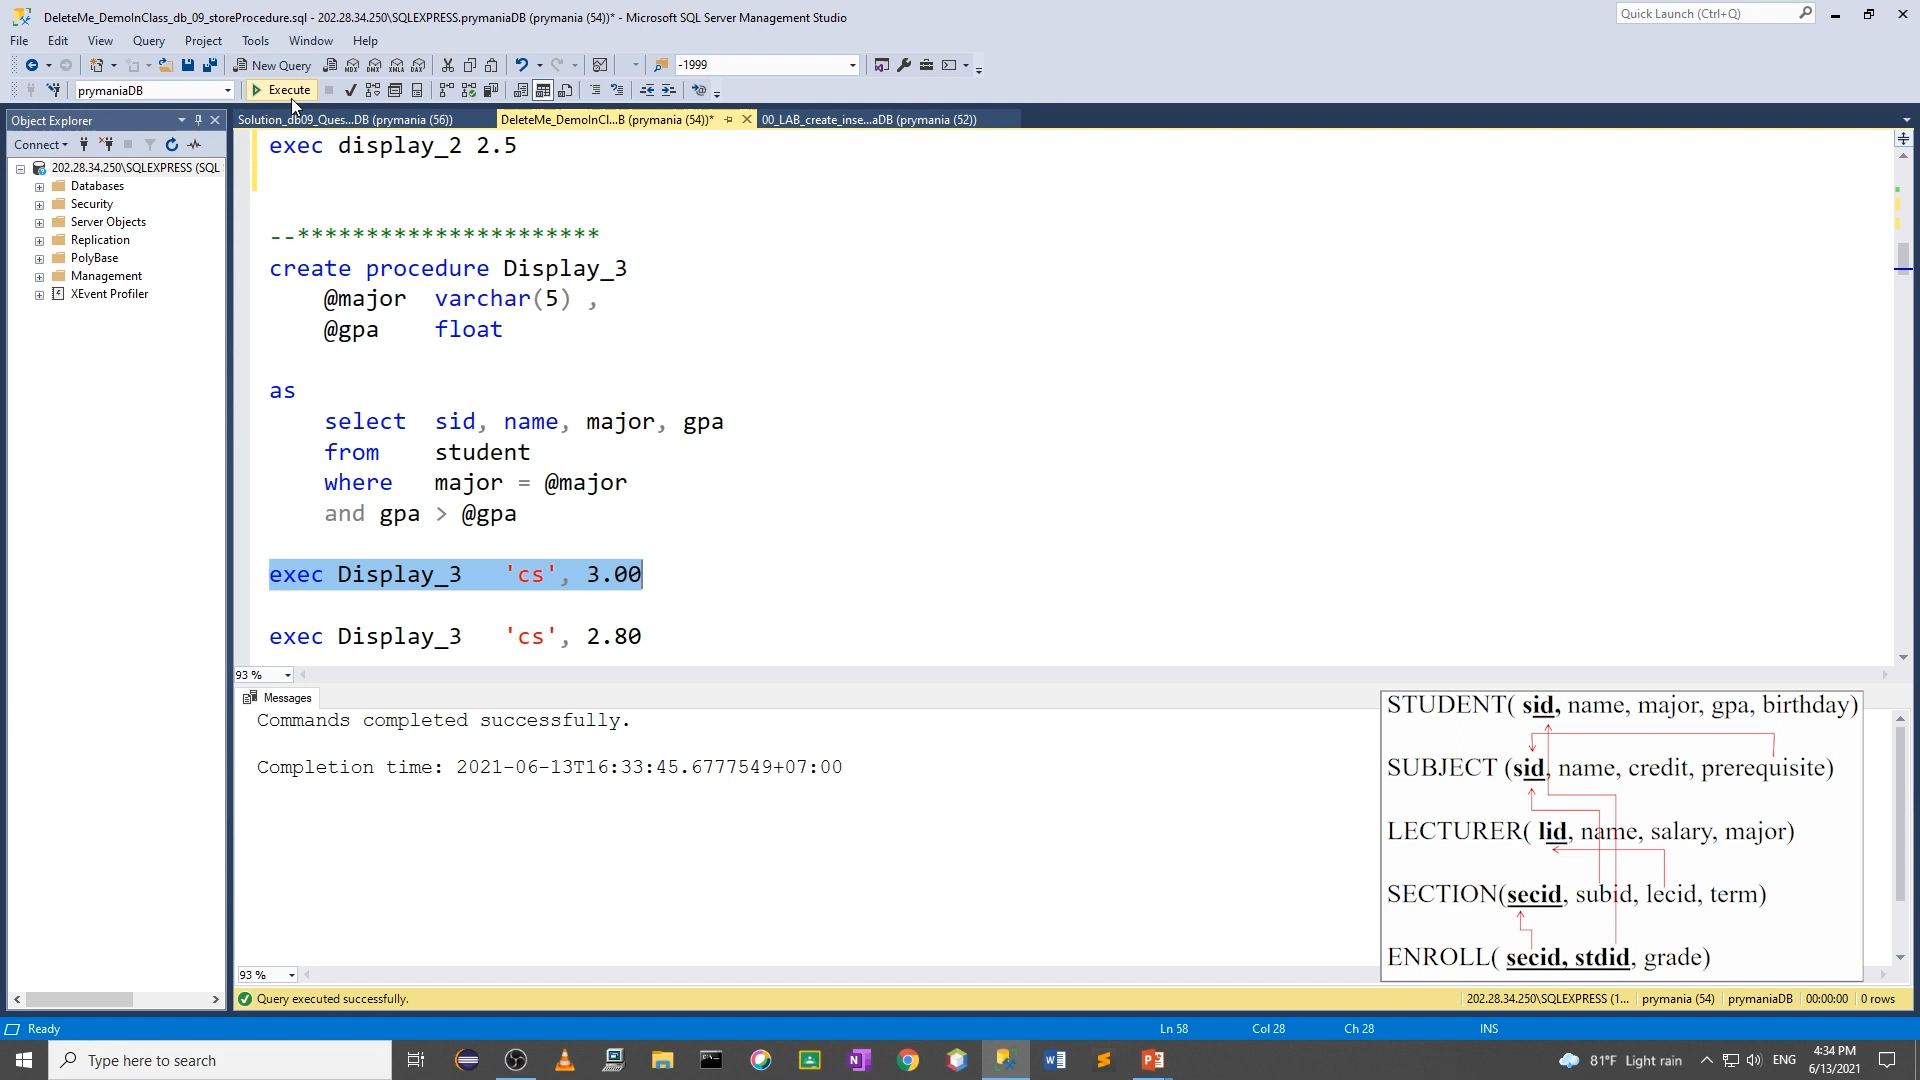 DeleteMe_DemoInClass_db_09_storeProcedure.sql - 202.28.34.250\SQLEXPRESS.prymaniaDB (prymania (54))* - Microsoft SQL Server Management Studio
Quick Launch (Ctrl+Q)
File Edit View Query Project Tools Window Help
New Query
-1999
prymaniaDB
Execute
Object Explorer
Solution_db09_Ques...DB (prymania (56))
DeleteMe_DemoInCl...B (prymania (54))*
00_LAB_create_inse...aDB (prymania (52))
Connect
202.28.34.250\SQLEXPRESS (SQL
Databases
Security
Server Objects
Replication
PolyBase
Management
XEvent Profiler
exec display_2 2.5
--**********************
create procedure Display_3
@major varchar(5) ,
@gpa float
as
select sid, name, major, gpa
from student
where major = @major
and gpa > @gpa
exec Display_3 'cs', 3.00
exec Display_3 'cs', 2.80
93 %
Messages
Commands completed successfully.
Completion time: 2021-06-13T16:33:45.6777549+07:00
STUDENT( sid, name, major, gpa, birthday)
SUBJECT (sid, name, credit, prerequisite)
LECTURER( lid, name, salary, major)
SECTION(secid, subid, lecid, term)
ENROLL( secid, stdid, grade)
93 %
Query executed successfully.
202.28.34.250\SQLEXPRESS (1... prymania (54) prymaniaDB 00:00:00 0 rows
Ready
Ln 58 Col 28 Ch 28 INS
Type here to search
81°F Light rain
ENG
4:34 PM
6/13/2021